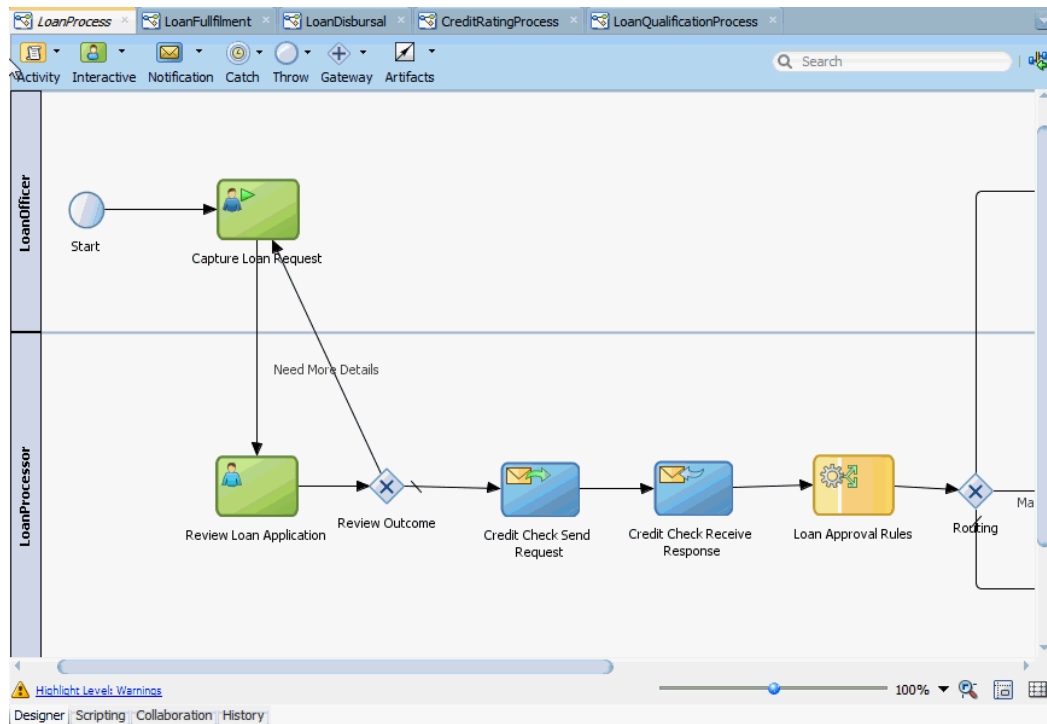 LoanProcess LoanFullfilment LoanDisbursal CreditRatingProcess LoanQualificationProcess
Activity Interactive Notification Catch Throw Gateway Artifacts
Search
LoanOfficer
Start
Capture Loan Request
Need More Details
LoanProcessor
Review Loan Application
Review Outcome
Credit Check Send
Request
Credit Check Receive
Response
Loan Approval Rules
Routing
Ma
Highlight Level: Warnings
100%
Designer Scripting Collaboration History